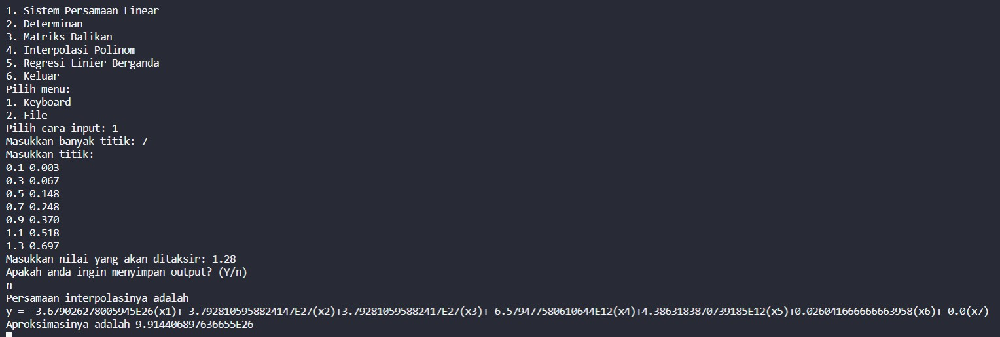 1. Sistem Persamaan Linear
2. Determinan
3. Matriks Balikan
4. Interpolasi Polinom
5. Regresi Linier Berganda
6. Keluar
Pilih menu:
1. Keyboard
2. File
Pilih cara input: 1
Masukkan banyak titik: 7
Masukkan titik:
0.1 0.003
0.3 0.067
0.5 0.148
0.7 0.248
0.9 0.370
1.1 0.518
1.3 0.697
Masukkan nilai yang akan ditaksir: 1.28
Apakah anda ingin menyimpan output? (Y/n)
n
Persamaan interpolasinya adalah
y = -3.679026278005945E26(x1)+-3.7928105958824147E27(x2)+3.792810595882417E27(x3)+-6.579477580610644E12(x4)+4.3863183870739185E12(x5)+0.026041666666663958(x6)+-0.0(x7)
Aproksimasinya adalah 9.914406897636655E26